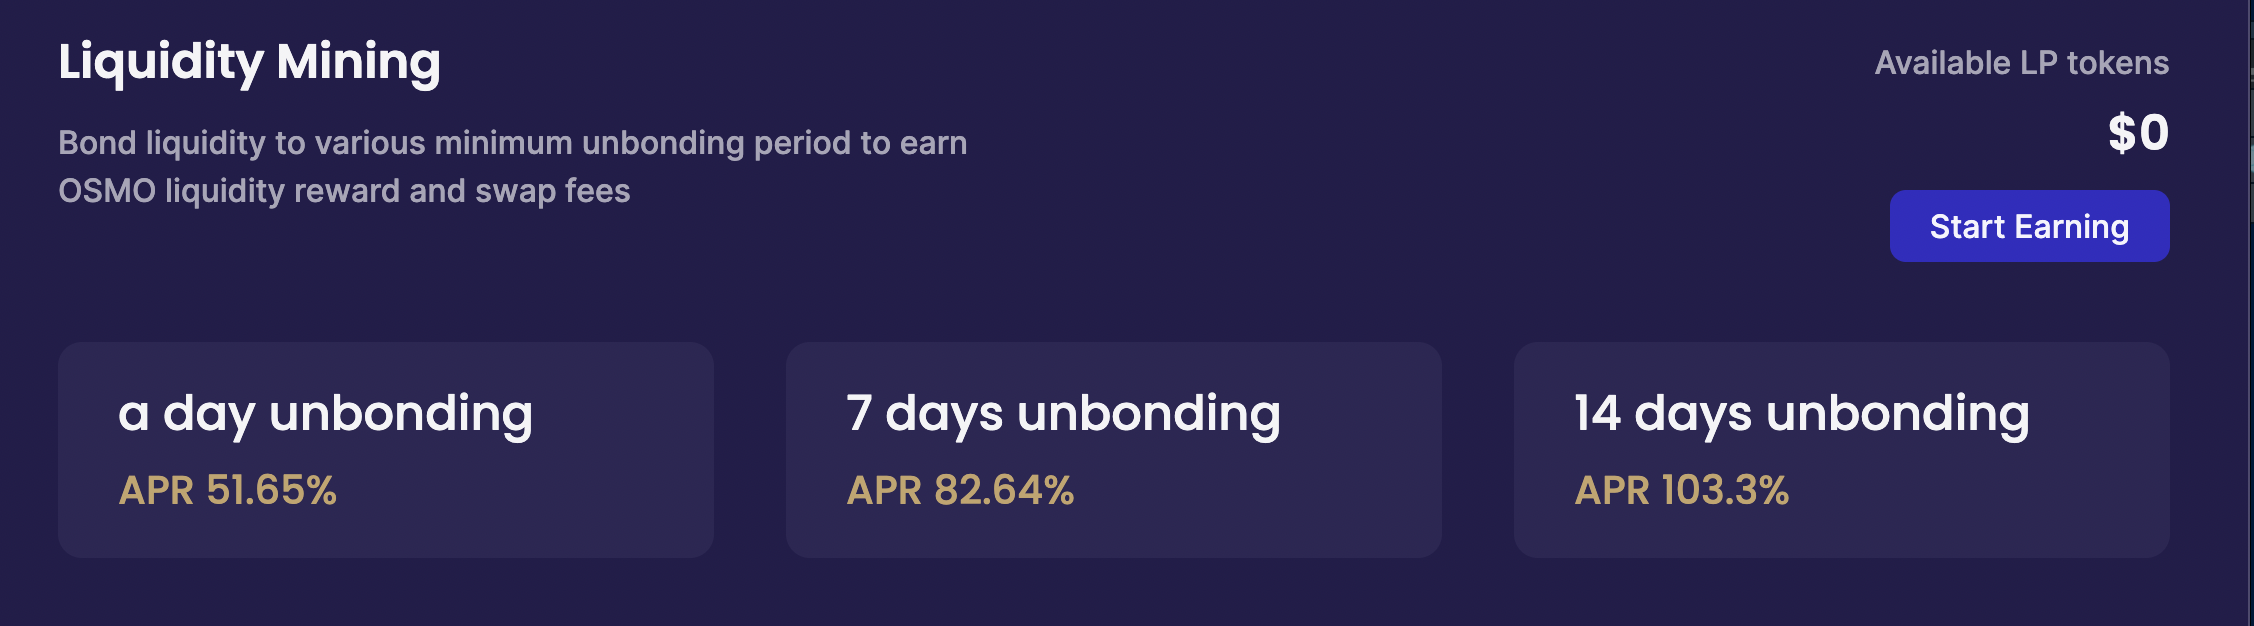 Liquidity Mining
Available LP tokens
Bond liquidity to various minimum unbonding period to earn
OSMO liquidity reward and swap fees
$0
Start Earning
a day unbonding
APR 51.65%
7 days unbonding
APR 82.64%
14 days unbonding
APR 103.3%